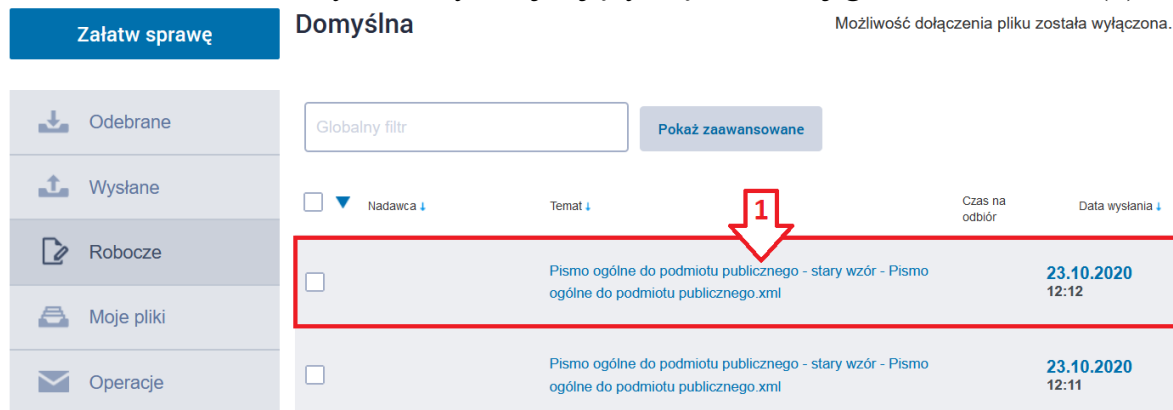 Załatw sprawę
Domyślna
Możliwość dołączenia pliku została wyłączona.
Odebrane
Wysłane
Robocze
Moje pliki
Operacje
Globalny filtr
Pokaż zaawansowane
Nadawca ↓
Temat ↓
Czas na
odbiór
Data wysłania ↓
1
Pismo ogólne do podmiotu publicznego - stary wzór - Pismo
ogólne do podmiotu publicznego.xml
23.10.2020
12:12
Pismo ogólne do podmiotu publicznego - stary wzór - Pismo
ogólne do podmiotu publicznego.xml
23.10.2020
12:11